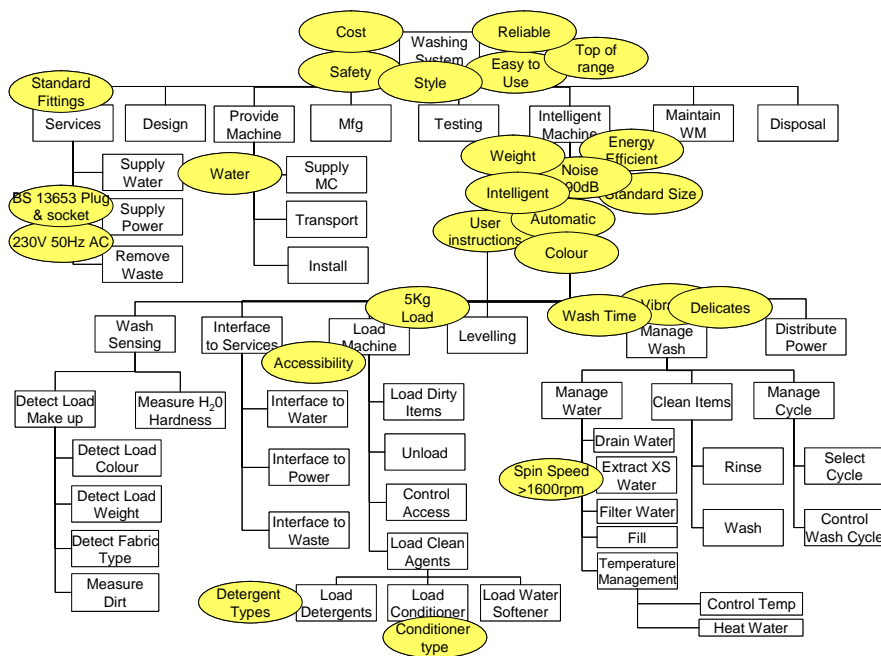 Cost
Reliable
Washing
System
Top of
range
Safety
Style
Easy to
Use
Standard
Fittings
Services
Design
Provide
Machine
Mfg
Testing
Intelligent
Machine
Maintain
WM
Disposal
Energy
Efficient
Weight
Noise
90dB
Supply
Water
Water
Supply
MC
Intelligent
Standard Size
BS 13653 Plug
& socket
Supply
Power
Transport
User
instructions
Automatic
230V 50Hz AC
Remove
Waste
Install
Colour
5Kg
Load
Wash Time
Delicates
Wash
Sensing
Interface
to Services
Load
Machine
Levelling
Manage
Wash
Distribute
Power
Accessibility
Detect Load
Make up
Measure H20
Hardness
Interface to
Water
Load Dirty
Items
Manage
Water
Clean Items
Manage
Cycle
Detect Load
Colour
Interface to
Power
Unload
Drain Water
Spin Speed
>1600rpm
Extract XS
Water
Rinse
Select
Cycle
Detect Load
Weight
Control
Access
Filter Water
Detect Fabric
Type
Interface to
Waste
Load Clean
Agents
Fill
Wash
Control
Wash Cycle
Measure
Dirt
Temperature
Management
Detergent
Types
Load
Detergents
Load
Conditioner
Load Water
Softener
Conditioner
type
Control Temp
Heat Water